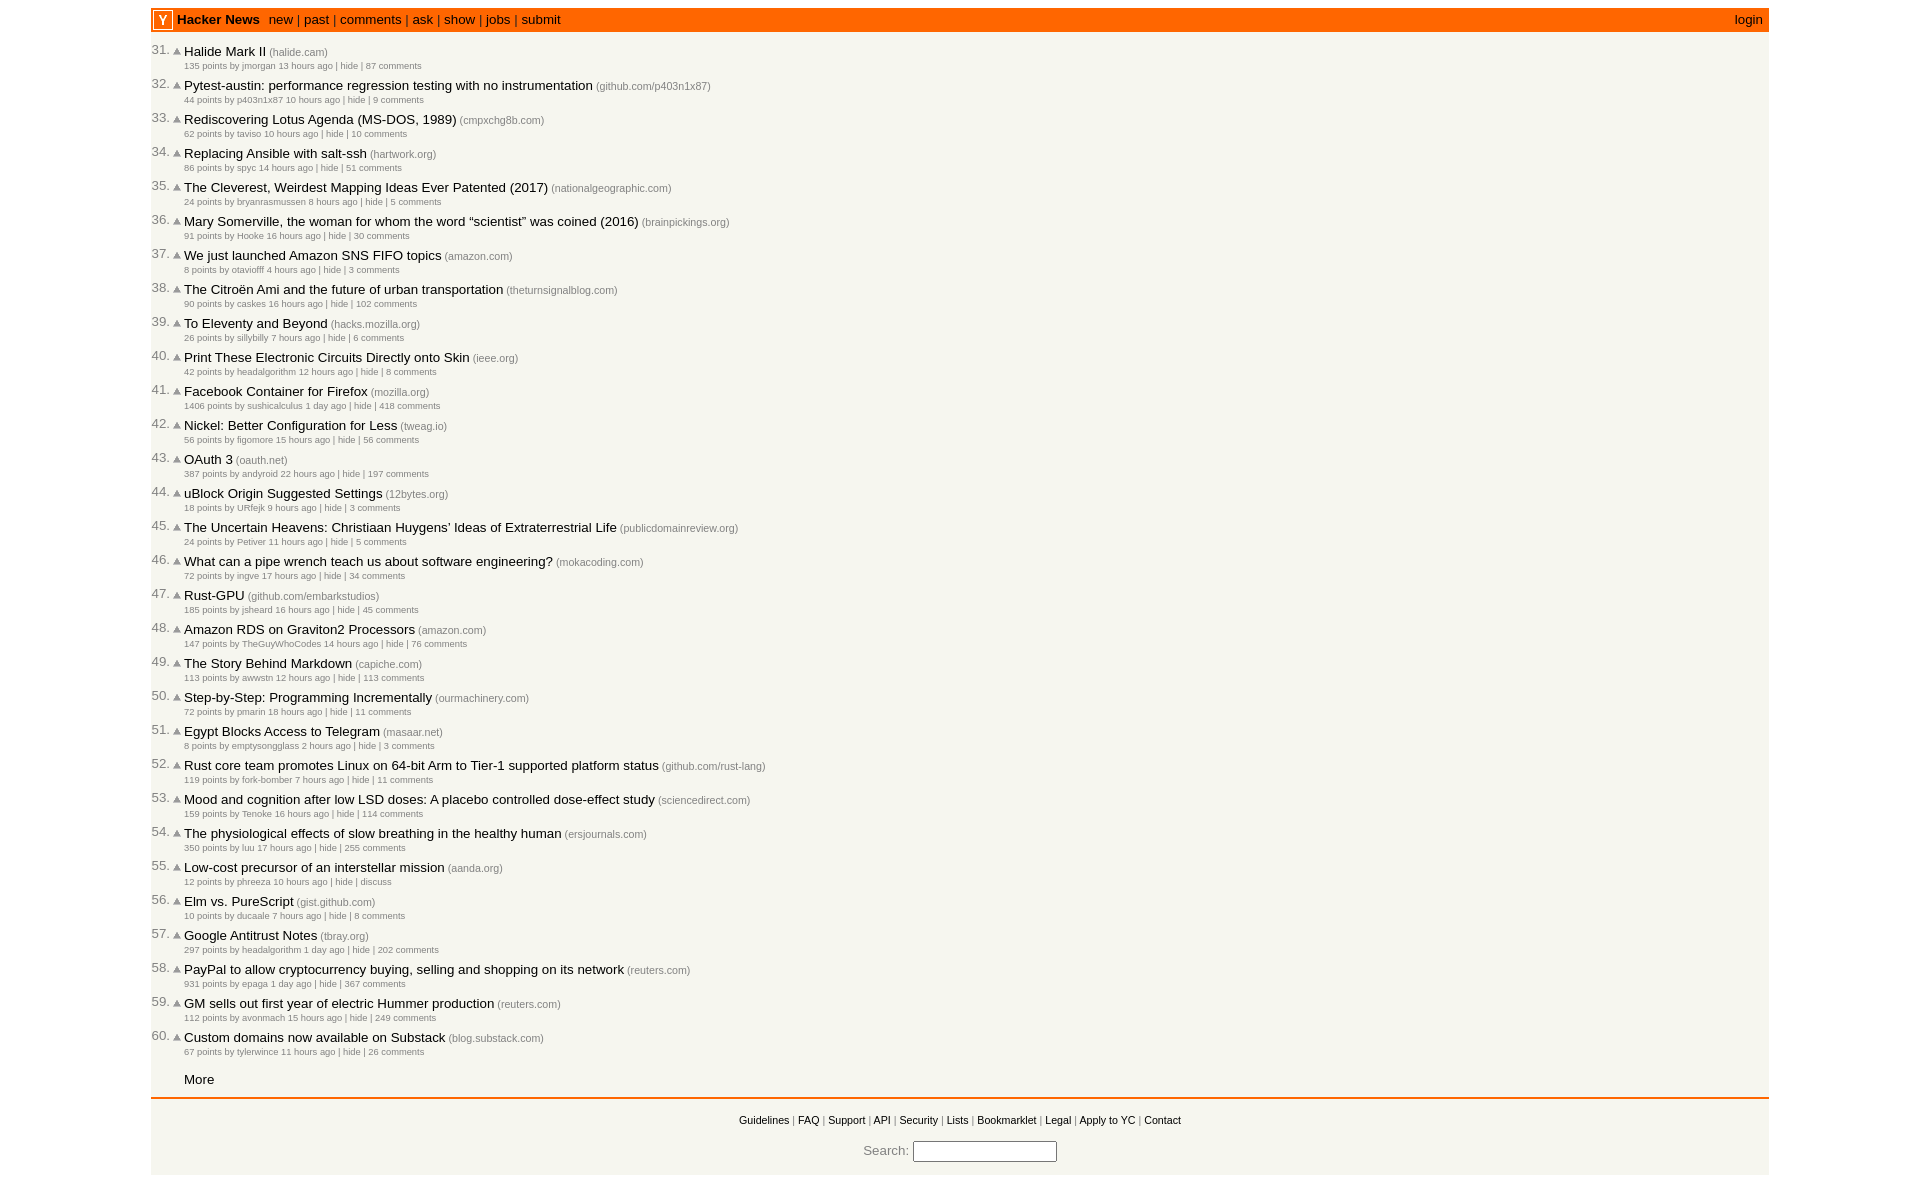 Y Hacker News new | past | comments | ask | show | jobs | submit login
31. Halide Mark II (halide.cam)
135 points by jmorgan 13 hours ago | hide | 87 comments
32. Pytest-austin: performance regression testing with no instrumentation (github.com/p403n1x87)
44 points by p403n1x87 10 hours ago | hide | 9 comments
33. Rediscovering Lotus Agenda (MS-DOS, 1989) (cmpxchg8b.com)
62 points by taviso 10 hours ago | hide | 10 comments
34. Replacing Ansible with salt-ssh (hartwork.org)
86 points by spyc 14 hours ago | hide | 51 comments
35. The Cleverest, Weirdest Mapping Ideas Ever Patented (2017) (nationalgeographic.com)
24 points by bryanrasmussen 8 hours ago | hide | 5 comments
36. Mary Somerville, the woman for whom the word “scientist” was coined (2016) (brainpickings.org)
91 points by Hooke 16 hours ago | hide | 30 comments
37. We just launched Amazon SNS FIFO topics (amazon.com)
8 points by otaviofff 4 hours ago | hide | 3 comments
38. The Citroën Ami and the future of urban transportation (theturnsignalblog.com)
90 points by caskes 16 hours ago | hide | 102 comments
39. To Eleventy and Beyond (hacks.mozilla.org)
26 points by sillybilly 7 hours ago | hide | 6 comments
40. Print These Electronic Circuits Directly onto Skin (ieee.org)
42 points by headalgorithm 12 hours ago | hide | 8 comments
41. Facebook Container for Firefox (mozilla.org)
1406 points by sushicalculus 1 day ago | hide | 418 comments
42. Nickel: Better Configuration for Less (tweag.io)
56 points by figomore 15 hours ago | hide | 56 comments
43. OAuth 3 (oauth.net)
387 points by andyroid 22 hours ago | hide | 197 comments
44. uBlock Origin Suggested Settings (12bytes.org)
18 points by URfejk 9 hours ago | hide | 3 comments
45. The Uncertain Heavens: Christiaan Huygens’ Ideas of Extraterrestrial Life (publicdomainreview.org)
24 points by Petiver 11 hours ago | hide | 5 comments
46. What can a pipe wrench teach us about software engineering? (mokacoding.com)
72 points by ingve 17 hours ago | hide | 34 comments
47. Rust-GPU (github.com/embarkstudios)
185 points by jsheard 16 hours ago | hide | 45 comments
48. Amazon RDS on Graviton2 Processors (amazon.com)
147 points by TheGuyWhoCodes 14 hours ago | hide | 76 comments
49. The Story Behind Markdown (capiche.com)
113 points by awwstn 12 hours ago | hide | 113 comments
50. Step-by-Step: Programming Incrementally (ourmachinery.com)
72 points by pmarin 18 hours ago | hide | 11 comments
51. Egypt Blocks Access to Telegram (masaar.net)
8 points by emptysongglass 2 hours ago | hide | 3 comments
52. Rust core team promotes Linux on 64-bit Arm to Tier-1 supported platform status (github.com/rust-lang)
119 points by fork-bomber 7 hours ago | hide | 11 comments
53. Mood and cognition after low LSD doses: A placebo controlled dose-effect study (sciencedirect.com)
159 points by Tenoke 16 hours ago | hide | 114 comments
54. The physiological effects of slow breathing in the healthy human (ersjournals.com)
350 points by luu 17 hours ago | hide | 255 comments
55. Low-cost precursor of an interstellar mission (aanda.org)
12 points by phreeza 10 hours ago | hide | discuss
56. Elm vs. PureScript (gist.github.com)
10 points by ducaale 7 hours ago | hide | 8 comments
57. Google Antitrust Notes (tbray.org)
297 points by headalgorithm 1 day ago | hide | 202 comments
58. PayPal to allow cryptocurrency buying, selling and shopping on its network (reuters.com)
931 points by epaga 1 day ago | hide | 367 comments
59. GM sells out first year of electric Hummer production (reuters.com)
112 points by avonmach 15 hours ago | hide | 249 comments
60. Custom domains now available on Substack (blog.substack.com)
67 points by tylerwince 11 hours ago | hide | 26 comments
More
Guidelines | FAQ | Support | API | Security | Lists | Bookmarklet | Legal | Apply to YC | Contact
Search: